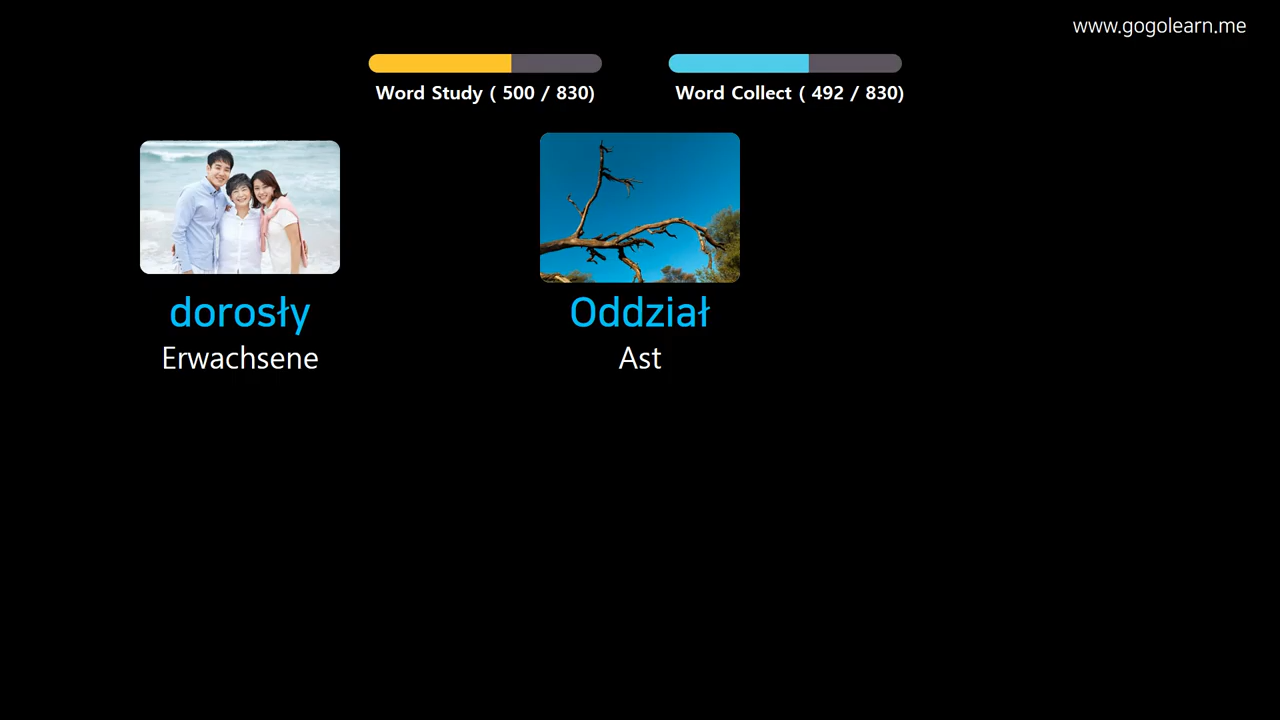 www.gogolearn.me
Word Study ( 500 / 830)
Word Collect ( 492 / 830)
dorosły
Erwachsene
Oddział
Ast